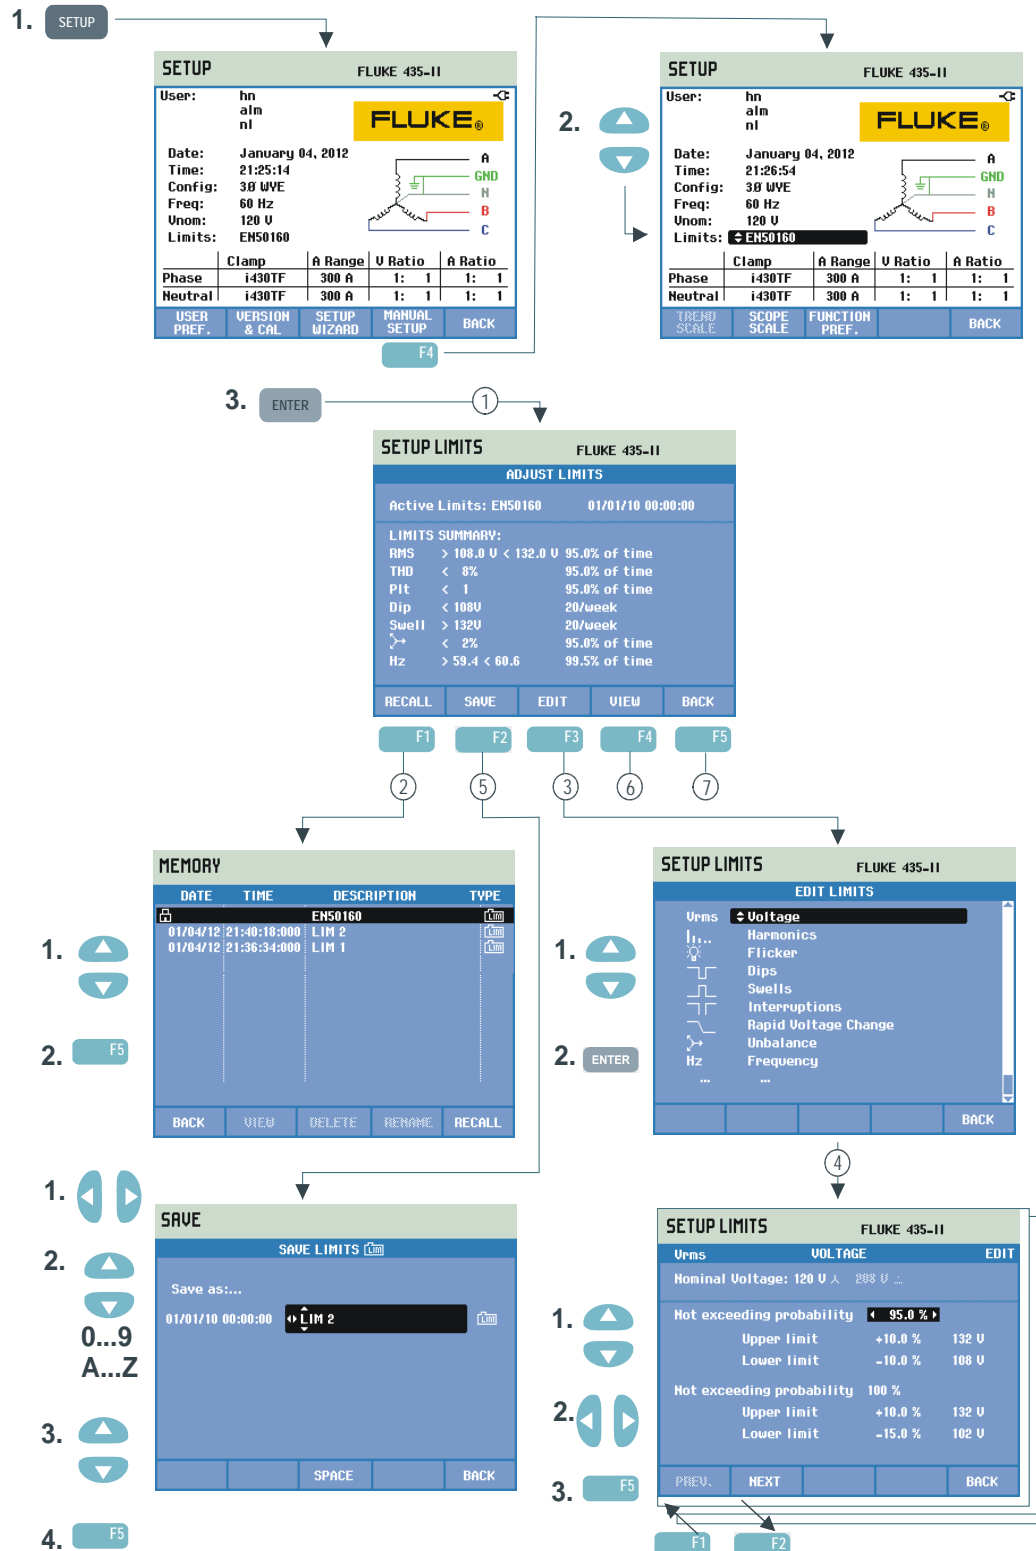 1. SETUP
SETUP FLUKE 435-II
User: hn
alm
nl
FLUKE®
Date: January 04, 2012
Time: 21:25:14
Config: 3Ø WYE
Freq: 60 Hz
Vnom: 120 V
Limits: EN50160
A
GND
N
B
C
Clamp A Range V Ratio A Ratio
Phase i430TF 300 A 1: 1 1: 1
Neutral i430TF 300 A 1: 1 1: 1
USER PREF. VERSION & CAL SETUP WIZARD MANUAL SETUP BACK
F4
2.
SETUP FLUKE 435-II
User: hn
alm
nl
FLUKE®
Date: January 04, 2012
Time: 21:26:54
Config: 3Ø WYE
Freq: 60 Hz
Vnom: 120 V
Limits: EN50160
A
GND
N
B
C
Clamp A Range V Ratio A Ratio
Phase i430TF 300 A 1: 1 1: 1
Neutral i430TF 300 A 1: 1 1: 1
TREND SCALE SCOPE SCALE FUNCTION PREF. BACK
3. ENTER 1
SETUP LIMITS FLUKE 435-II
ADJUST LIMITS
Active Limits: EN50160 01/01/10 00:00:00
LIMITS SUMMARY:
RMS > 108.0 V < 132.0 V 95.0% of time
THD < 8% 95.0% of time
Plt < 1 95.0% of time
Dip < 108V 20/week
Swell > 132V 20/week
< 2% 95.0% of time
Hz > 59.4 < 60.6 99.5% of time
RECALL SAVE EDIT VIEW BACK
F1 F2 F3 F4 F5
2 5 3 6 7
MEMORY
DATE TIME DESCRIPTION TYPE
EN50160 Lim
01/04/12 21:40:18:000 LIM 2 Lim
01/04/12 21:36:34:000 LIM 1 Lim
BACK VIEW DELETE RENAME RECALL
1.
2. F5
SETUP LIMITS FLUKE 435-II
EDIT LIMITS
Vrms Voltage
Harmonics
Flicker
Dips
Swells
Interruptions
Rapid Voltage Change
Unbalance
Hz Frequency
... ...
BACK
1.
2. ENTER
4
1.
2.
0...9
A...Z
3.
4. F5
SAVE
SAVE LIMITS Lim
Save as:...
01/01/10 00:00:00 LIM 2 Lim
SPACE BACK
SETUP LIMITS FLUKE 435-II
Vrms VOLTAGE EDIT
Nominal Voltage: 120 V 208 V
Not exceeding probability 95.0 %
Upper limit +10.0 % 132 V
Lower limit -10.0 % 108 V
Not exceeding probability 100 %
Upper limit +10.0 % 132 V
Lower limit -15.0 % 102 V
PREV. NEXT BACK
1.
2.
3. F5
F1 F2